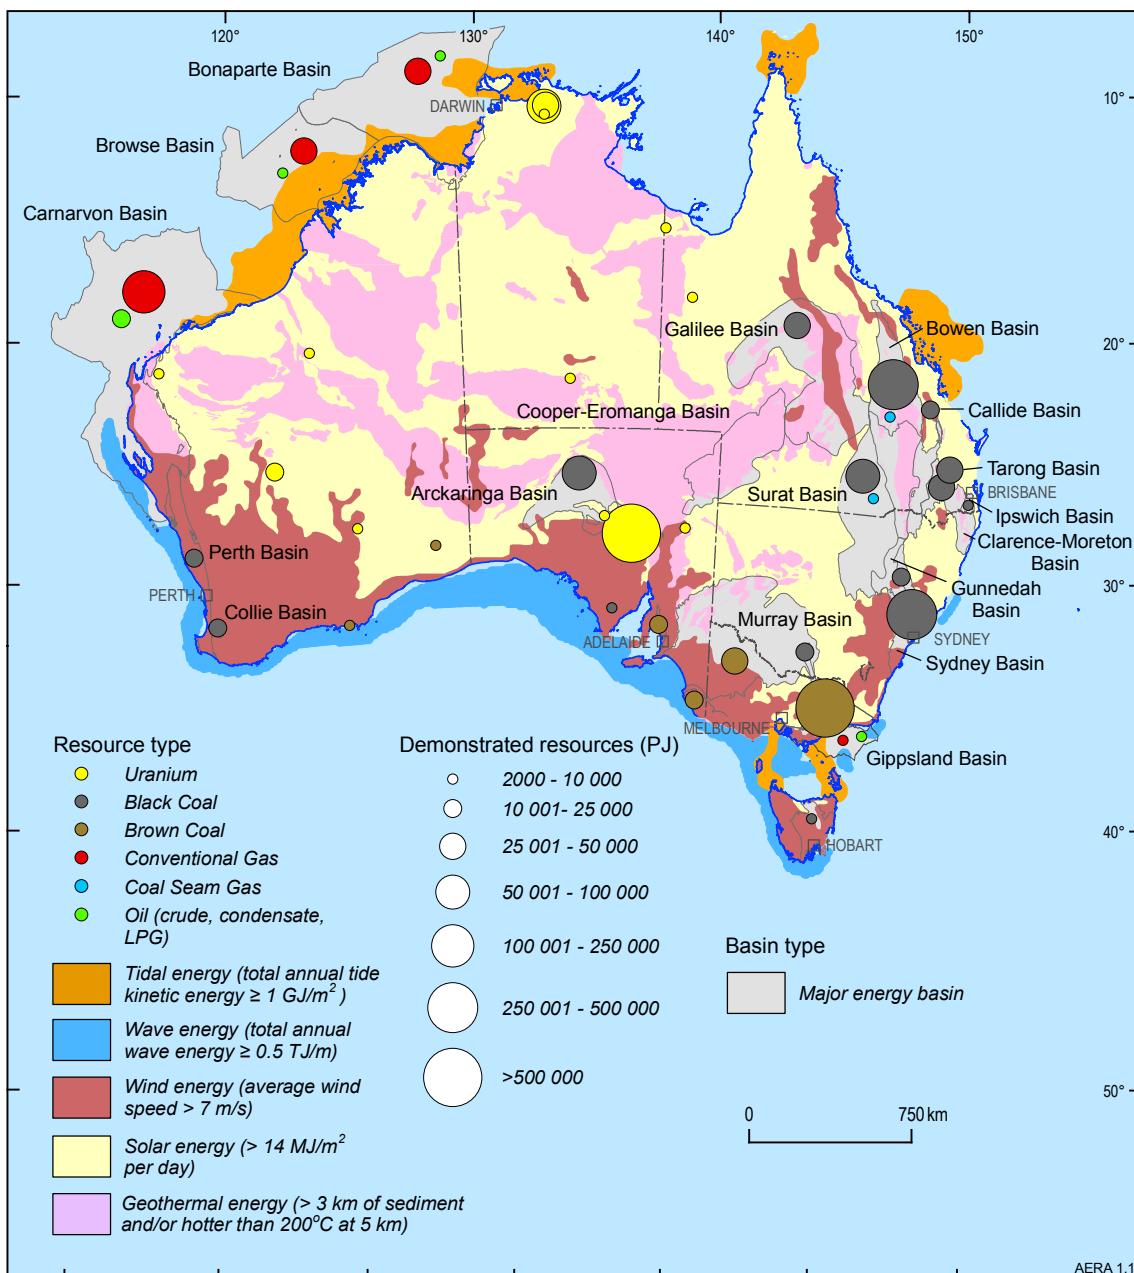 120°
130°
140°
150°
Bonaparte Basin
DARWIN
10°
Browse Basin
Carnarvon Basin
Galilee Basin
Bowen Basin
20°
Cooper-Eromanga Basin
Callide Basin
Arckaringa Basin
Surat Basin
Tarong Basin
BRISBANE
Ipswich Basin
Clarence-Moreton
Basin
Perth Basin
PERTH
Collie Basin
30°
Gunnedah
Basin
Murray Basin
ADELAIDE
SYDNEY
Sydney Basin
MELBOURNE
Gippsland Basin
HOBART
40°
50°
Resource type
Uranium
Black Coal
Brown Coal
Conventional Gas
Coal Seam Gas
Oil (crude, condensate,
LPG)
Tidal energy (total annual tide
kinetic energy ≥ 1 GJ/m²)
Wave energy (total annual
wave energy ≥ 0.5 TJ/m)
Wind energy (average wind
speed > 7 m/s)
Solar energy (> 14 MJ/m²
per day)
Geothermal energy (> 3 km of sediment
and/or hotter than 200°C at 5 km)
Demonstrated resources (PJ)
2000 - 10 000
10 001- 25 000
25 001 - 50 000
50 001 - 100 000
100 001 - 250 000
250 001 - 500 000
>500 000
Basin type
Major energy basin
0
750 km
AERA 1.1